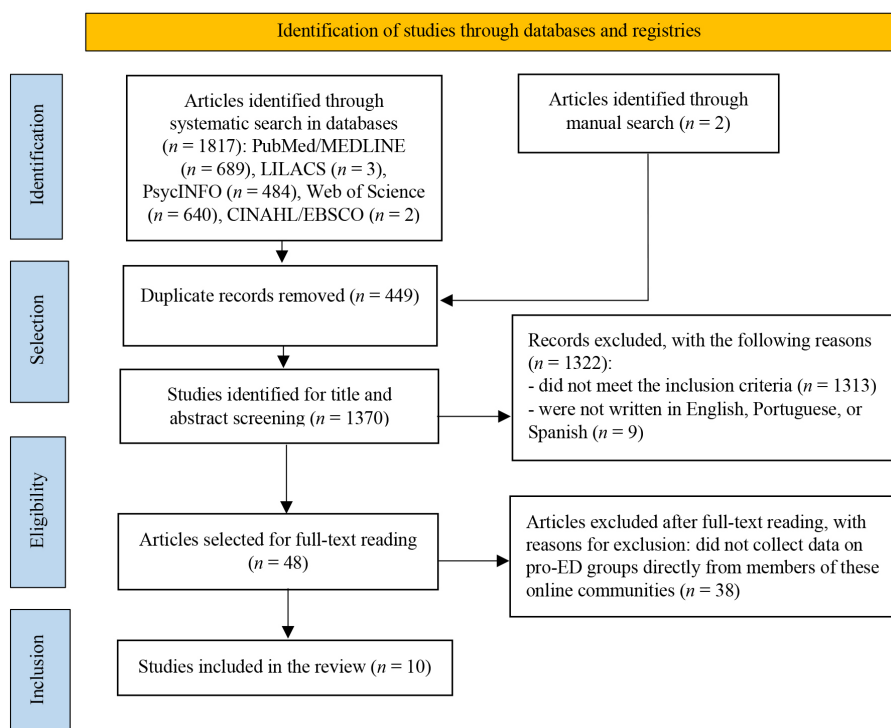 Identification of studies through databases and registries
Identification
Articles identified through
systematic search in databases
(n = 1817): PubMed/MEDLINE
(n = 689), LILACS (n = 3),
PsycINFO (n = 484), Web of Science
(n = 640), CINAHL/EBSCO (n = 2)
Articles identified through
manual search (n = 2)
Selection
Duplicate records removed (n = 449)
Studies identified for title and
abstract screening (n = 1370)
Records excluded, with the following reasons
(n = 1322):
- did not meet the inclusion criteria (n = 1313)
- were not written in English, Portuguese, or
Spanish (n = 9)
Eligibility
Articles selected for full-text reading
(n = 48)
Articles excluded after full-text reading, with
reasons for exclusion: did not collect data on
pro-ED groups directly from members of these
online communities (n = 38)
Inclusion
Studies included in the review (n = 10)